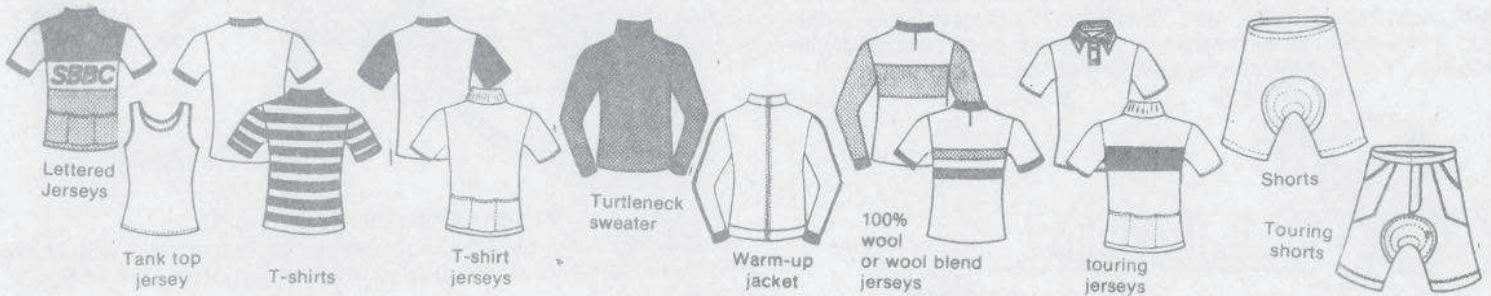 SBBC
Lettered
Jerseys
Tank top
jersey
T-shirts
T-shirt
jerseys
Turtleneck
sweater
Warm-up
jacket
100%
wool
or wool blend
jerseys
touring
jerseys
Shorts
Touring
shorts